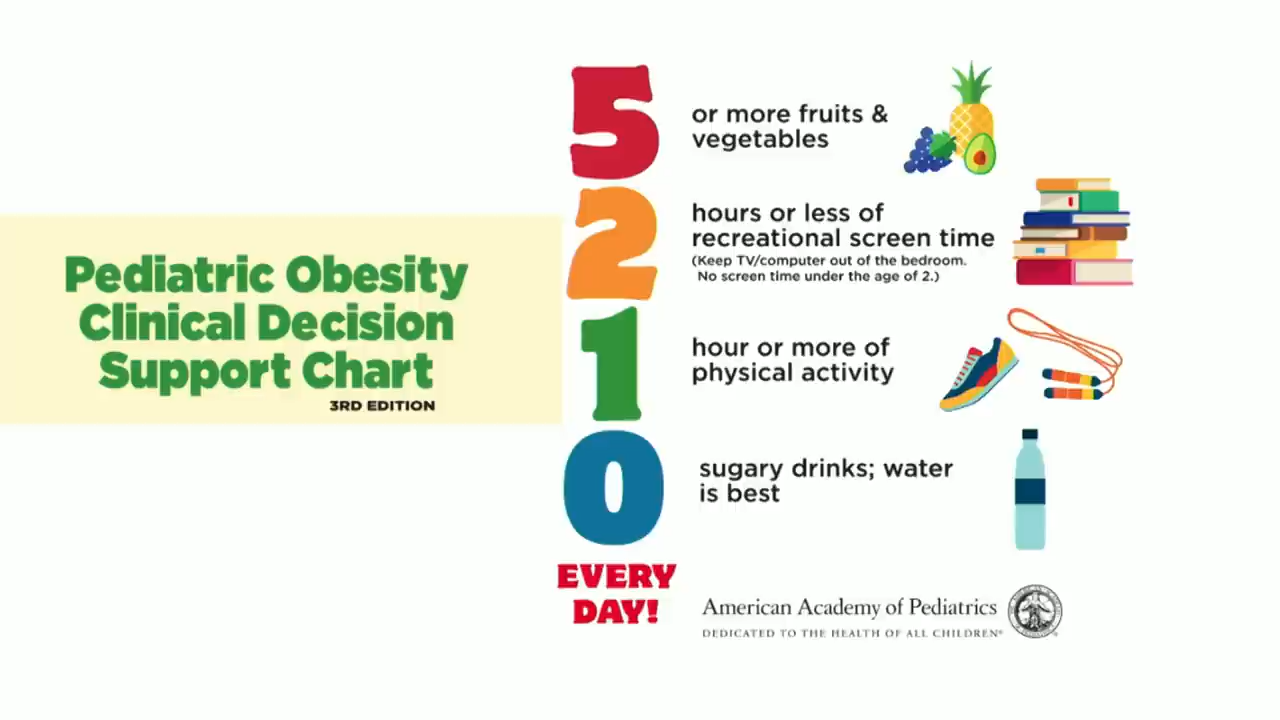 Pediatric Obesity
Clinical Decision
Support Chart
3RD EDITION
5
or more fruits &
vegetables
2
hours or less of
recreational screen time
(Keep TV/computer out of the bedroom.
No screen time under the age of 2.)
1
hour or more of
physical activity
0
sugary drinks; water
is best
EVERY
DAY!
American Academy of Pediatrics
DEDICATED TO THE HEALTH OF ALL CHILDREN®